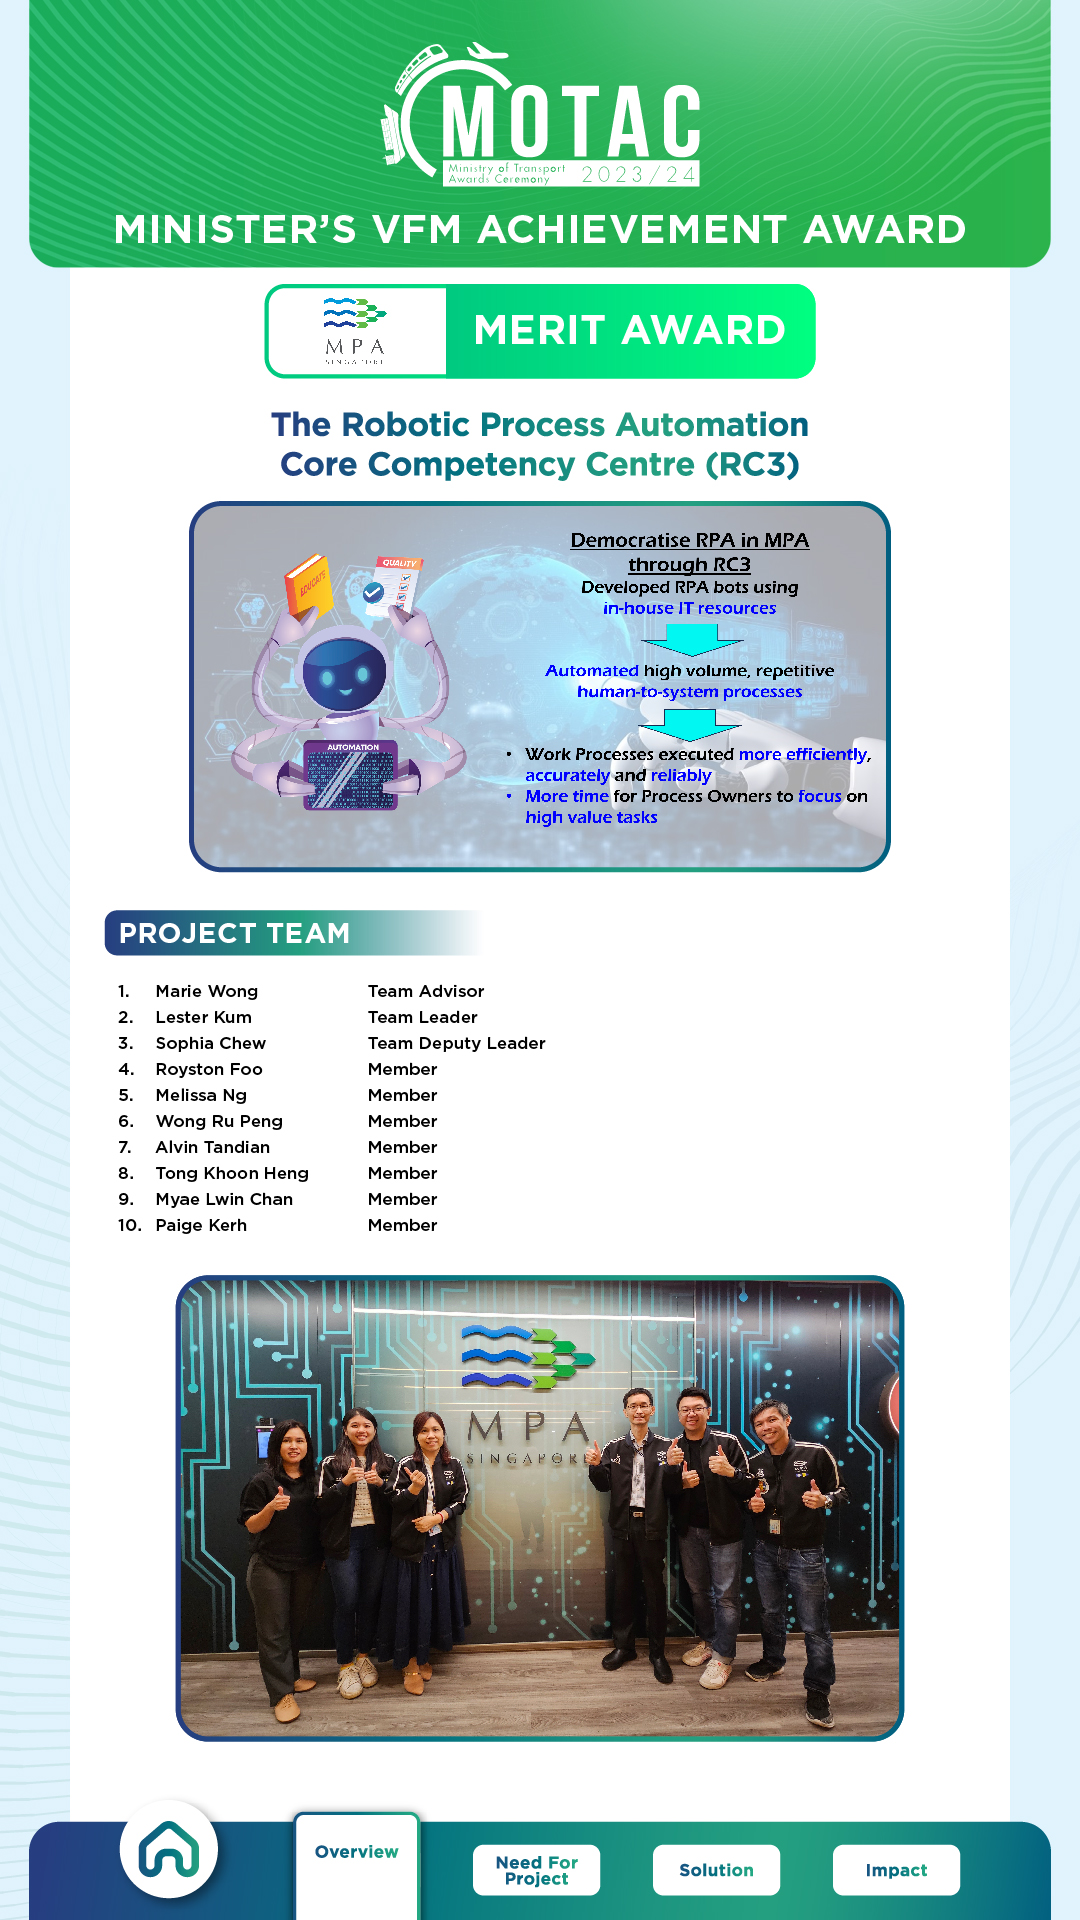 MOTAC
Ministry of Transport
Awards Ceremony 2023/24
MINISTER'S VFM ACHIEVEMENT AWARD
MPA
SINGAPORE
MERIT AWARD
The Robotic Process Automation
Core Competency Centre (RC3)
EDUCATE
QUALITY
AUTOMATION
Democratise RPA in MPA
through RC3
Developed RPA bots using
in-house IT resources
Automated high volume, repetitive
human-to-system processes
• Work Processes executed more efficiently,
accurately and reliably
• More time for Process Owners to focus on
high value tasks
PROJECT TEAM
1. Marie Wong Team Advisor
2. Lester Kum Team Leader
3. Sophia Chew Team Deputy Leader
4. Royston Foo Member
5. Melissa Ng Member
6. Wong Ru Peng Member
7. Alvin Tandian Member
8. Tong Khoon Heng Member
9. Myae Lwin Chan Member
10. Paige Kerh Member
MPA
SINGAPORE
Overview
Need For
Project
Solution
Impact